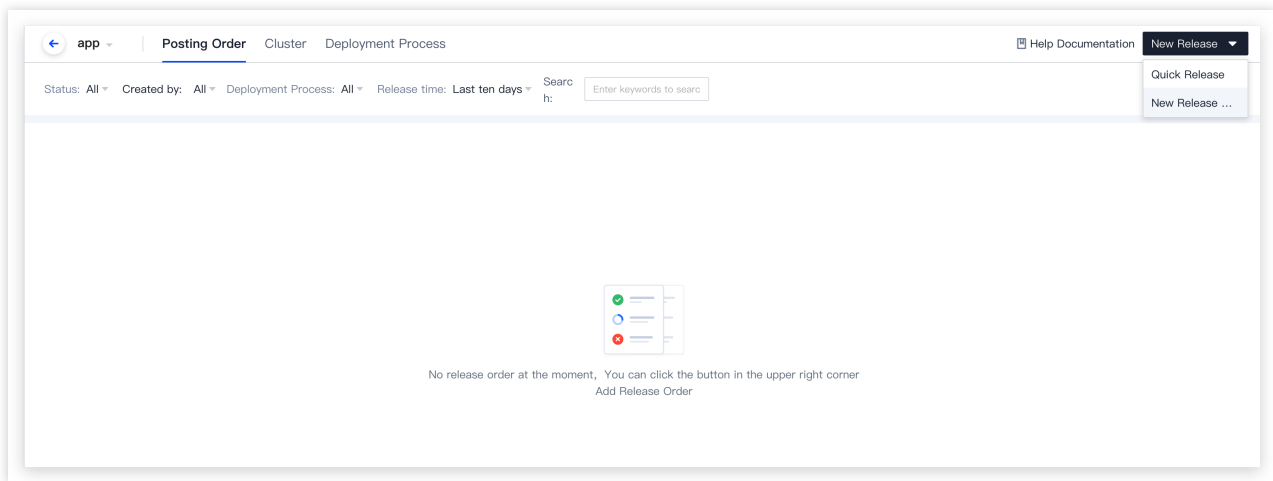 app Posting Order Cluster Deployment Process Help Documentation New Release
Quick Release
New Release ...
Status: All Created by: All Deployment Process: All Release time: Last ten days Searc
h: Enter keywords to searc
No release order at the moment, You can click the button in the upper right corner
Add Release Order